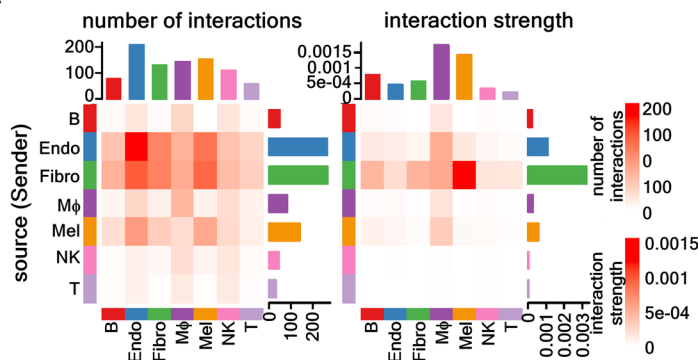 number of interactions
interaction strength
200
100
0
0.0015
0.001
5e-04
0
source (Sender)
B
Endo
Fibro
Mϕ
Mel
NK
T
B
Endo
Fibro
Mϕ
Mel
NK
T
0
100
200
B
Endo
Fibro
Mϕ
Mel
NK
T
0
0.001
0.002
0.003
number of
interactions
200
100
0
100
0
interaction
strength
0.0015
0.001
5e-04
0